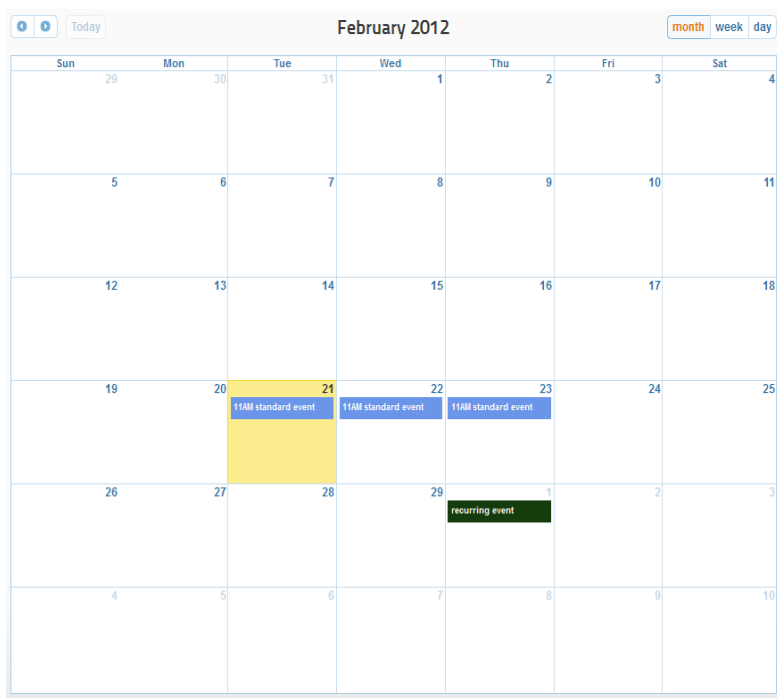 Today February 2012 month week day
Sun Mon Tue Wed Thu Fri Sat
29 30 31 1 2 3 4
5 6 7 8 9 10 11
12 13 14 15 16 17 18
19 20 21 22 23 24 25
11AM standard event 11AM standard event 11AM standard event
26 27 28 29 1 2 3
recurring event
4 5 6 7 8 9 10